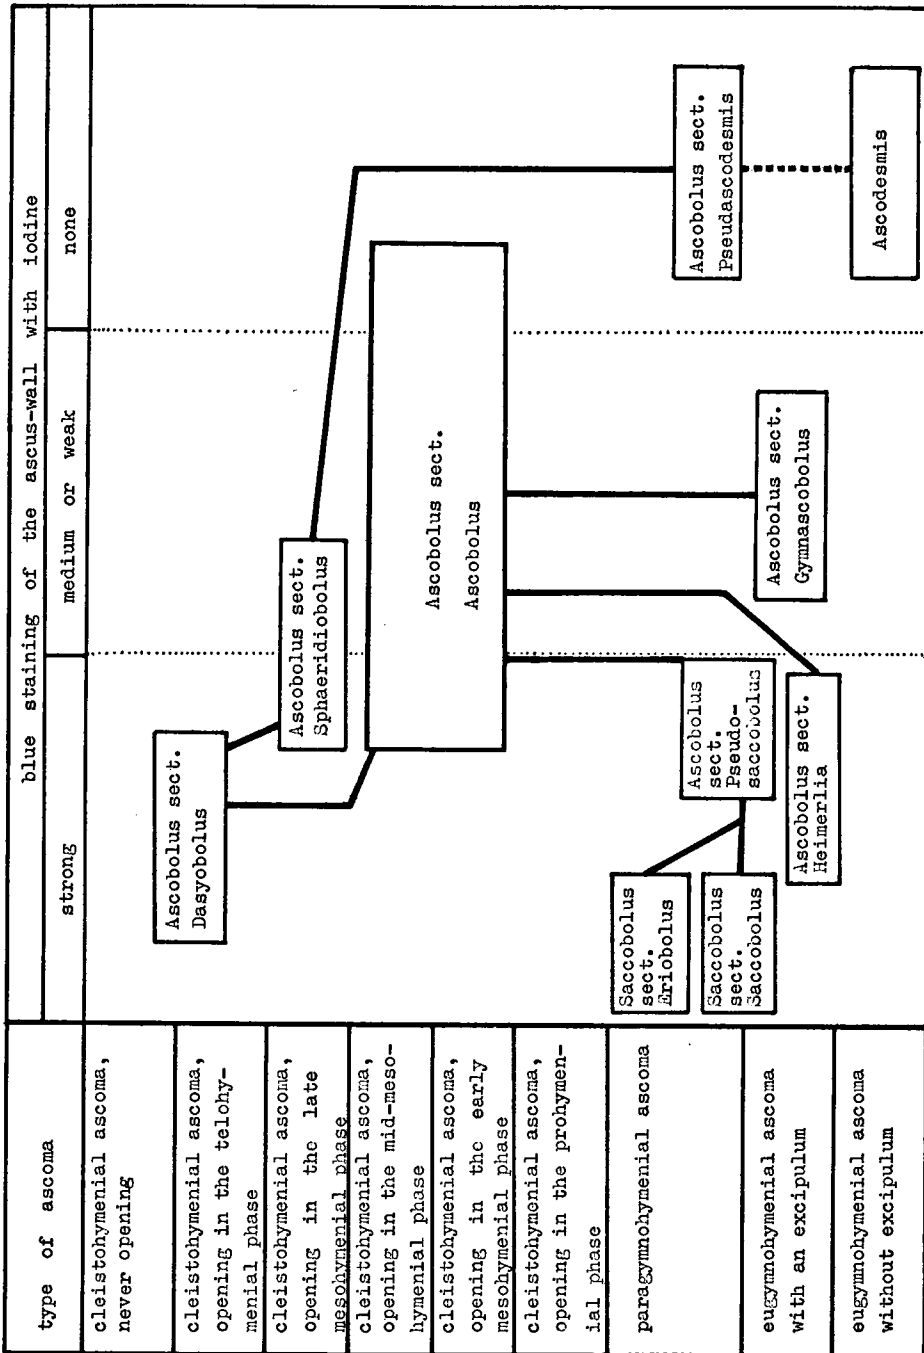 type of ascoma
blue staining of the ascus-wall with iodine
strong
medium or weak
none
cleistohymenial ascoma,
never opening
cleistohymenial ascoma,
opening in the telohy-
menial phase
cleistohymenial ascoma,
opening in the late
mesohymenial phase
cleistohymenial ascoma,
opening in the mid-meso-
hymenial phase
cleistohymenial ascoma,
opening in the early
mesohymenial phase
cleistohymenial ascoma,
opening in the prohymen-
ial phase
paragymnohymenial ascoma
eugymnohymenial ascoma
with an excipulum
eugymnohymenial ascoma
without excipulum
Ascobolus sect.
Dasyobolus
Ascobolus sect.
Sphaeridiobolus
Ascobolus sect.
Ascobolus
Saccobolus
sect.
Eriobolus
Saccobolus
sect.
Saccobolus
Ascobolus
sect.
Pseudo-
saccobolus
Ascobolus sect.
Heimerlia
Ascobolus sect.
Gymnascobolus
Ascobolus sect.
Pseudascodesmis
Ascodesmis